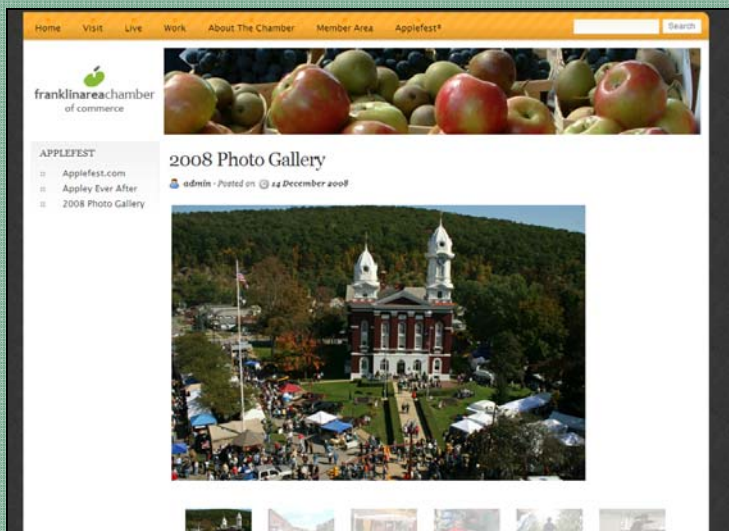 Home Visit Live Work About The Chamber Member Area Applefest® Search
franklinareachamber
of commerce
APPLEFEST
Applefest.com
Appley Ever After
2008 Photo Gallery
2008 Photo Gallery
admin - Posted on 14 December 2008